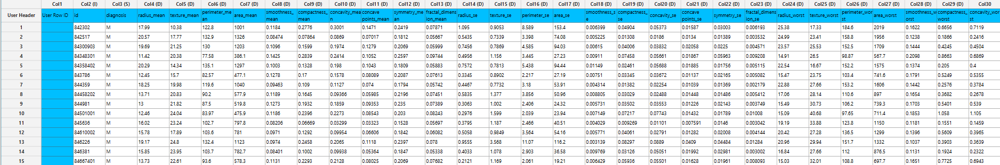 Col1 Col2 (I) Col3 (S) Col4 (D) Col5 (D) Col6 (D) Col7 (D) Col8 (D) Col9 (D) Col10 (D) Col11 (D) Col12 (D) Col13 (D) Col14 (D) Col15 (D) Col16 (D) Col17 (D) Col18 (D) Col19 (D) Col20 (D) Col21 (D) Col22 (D) Col23 (D) Col24 (D) Col25 (D) Col26 (D) Col27 (D) Col28 (D) Col29 (D) Col30
User Header User Row ID id diagnosis radius_mean texture_mean perimeter_mean area_mean smoothness_mean compactness_mean concavity_mean concave points_mean symmetry_mean fractal_dimension_mean radius_se texture_se perimeter_se area_se smoothness_se compactness_se concavity_se concave points_se symmetry_se fractal_dimension_se radius_worst texture_worst perimeter_worst area_worst smoothness_worst compactness_worst concavity_worst
1 842302 M 17.99 10.38 122.8 1001 0.1184 0.2776 0.3001 0.1471 0.2419 0.07871 1.095 0.9053 8.589 153.4 0.006399 0.04904 0.05373 0.01587 0.03003 0.006193 25.38 17.33 184.6 2019 0.1622 0.6656 0.7119
2 842517 M 20.57 17.77 132.9 1326 0.08474 0.07864 0.0869 0.07017 0.1812 0.05667 0.5435 0.7339 3.398 74.08 0.005225 0.01308 0.0186 0.0134 0.01389 0.003532 24.99 23.41 158.8 1956 0.1238 0.1866 0.2416
3 84300903 M 19.69 21.25 130 1203 0.1096 0.1599 0.1974 0.1279 0.2069 0.05999 0.7456 0.7869 4.585 94.03 0.00615 0.04006 0.03832 0.02058 0.0225 0.004571 23.57 25.53 152.5 1709 0.1444 0.4245 0.4504
4 84348301 M 11.42 20.38 77.58 386.1 0.1425 0.2839 0.2414 0.1052 0.2597 0.09744 0.4956 1.156 3.445 27.23 0.00911 0.07458 0.05661 0.01867 0.05963 0.009208 14.91 26.5 98.87 567.7 0.2098 0.8663 0.6869
5 84358402 M 20.29 14.34 135.1 1297 0.1003 0.1328 0.198 0.1043 0.1809 0.05883 0.7572 0.7813 5.438 94.44 0.01149 0.02461 0.05688 0.01885 0.01756 0.005115 22.54 16.67 152.2 1575 0.1374 0.205 0.4
6 843786 M 12.45 15.7 82.57 477.1 0.1278 0.17 0.1578 0.08089 0.2087 0.07613 0.3345 0.8902 2.217 27.19 0.00751 0.03345 0.03672 0.01137 0.02165 0.005082 15.47 23.75 103.4 741.6 0.1791 0.5249 0.5355
7 844359 M 18.25 19.98 119.6 1040 0.09463 0.109 0.1127 0.074 0.1794 0.05742 0.4467 0.7732 3.18 53.91 0.004314 0.01382 0.02254 0.01039 0.01369 0.002179 22.88 27.66 153.2 1606 0.1442 0.2576 0.3784
8 84458202 M 13.71 20.83 90.2 577.9 0.1189 0.1645 0.09366 0.05985 0.2196 0.07451 0.5835 1.377 3.856 50.96 0.008805 0.03029 0.02488 0.01448 0.01486 0.005412 17.06 28.14 110.6 897 0.1654 0.3682 0.2678
9 844981 M 13 21.82 87.5 519.8 0.1273 0.1932 0.1859 0.09353 0.235 0.07389 0.3063 1.002 2.406 24.32 0.005731 0.03502 0.03553 0.01226 0.02143 0.003749 15.49 30.73 106.2 739.3 0.1703 0.5401 0.539
10 84501001 M 12.46 24.04 83.97 475.9 0.1186 0.2396 0.2273 0.08543 0.203 0.08243 0.2976 1.599 2.039 23.94 0.007149 0.07217 0.07743 0.01432 0.01789 0.01008 15.09 40.68 97.65 711.4 0.1853 1.058 1.105
11 845636 M 16.02 23.24 102.7 797.8 0.08206 0.06669 0.03299 0.03323 0.1528 0.05697 0.3795 1.187 2.466 40.51 0.004029 0.009269 0.01101 0.007591 0.0146 0.003042 19.19 33.88 123.8 1150 0.1181 0.1551 0.1459
12 84610002 M 15.78 17.89 103.6 781 0.0971 0.1292 0.09954 0.06606 0.1842 0.06082 0.5058 0.9849 3.564 54.16 0.005771 0.04061 0.02791 0.01282 0.02008 0.004144 20.42 27.28 136.5 1299 0.1396 0.5609 0.3965
13 846226 M 19.17 24.8 132.4 1123 0.0974 0.2458 0.2065 0.1118 0.2397 0.078 0.9555 3.568 11.07 116.2 0.003139 0.08297 0.0889 0.0409 0.04484 0.01284 20.96 29.94 151.7 1332 0.1037 0.3903 0.3639
14 846381 M 15.85 23.95 103.7 782.7 0.08401 0.1002 0.09938 0.05364 0.1847 0.05338 0.4033 1.078 2.903 36.58 0.009769 0.03126 0.05051 0.01992 0.02981 0.003002 16.84 27.66 112 876.5 0.1131 0.1924 0.2322
15 84667401 M 13.73 22.61 93.6 578.3 0.1131 0.2293 0.2128 0.08025 0.2069 0.07682 0.2121 1.169 2.061 19.21 0.006429 0.05936 0.05501 0.01628 0.01961 0.008093 15.03 32.01 108.8 697.7 0.1651 0.7725 0.6943